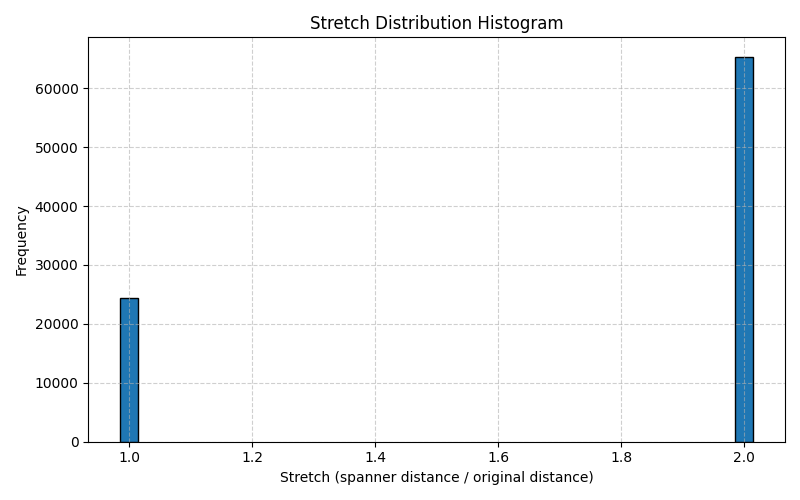 Stretch Distribution Histogram
Frequency
60000
50000
40000
30000
20000
10000
0
1.0 1.2 1.4 1.6 1.8 2.0
Stretch (spanner distance / original distance)